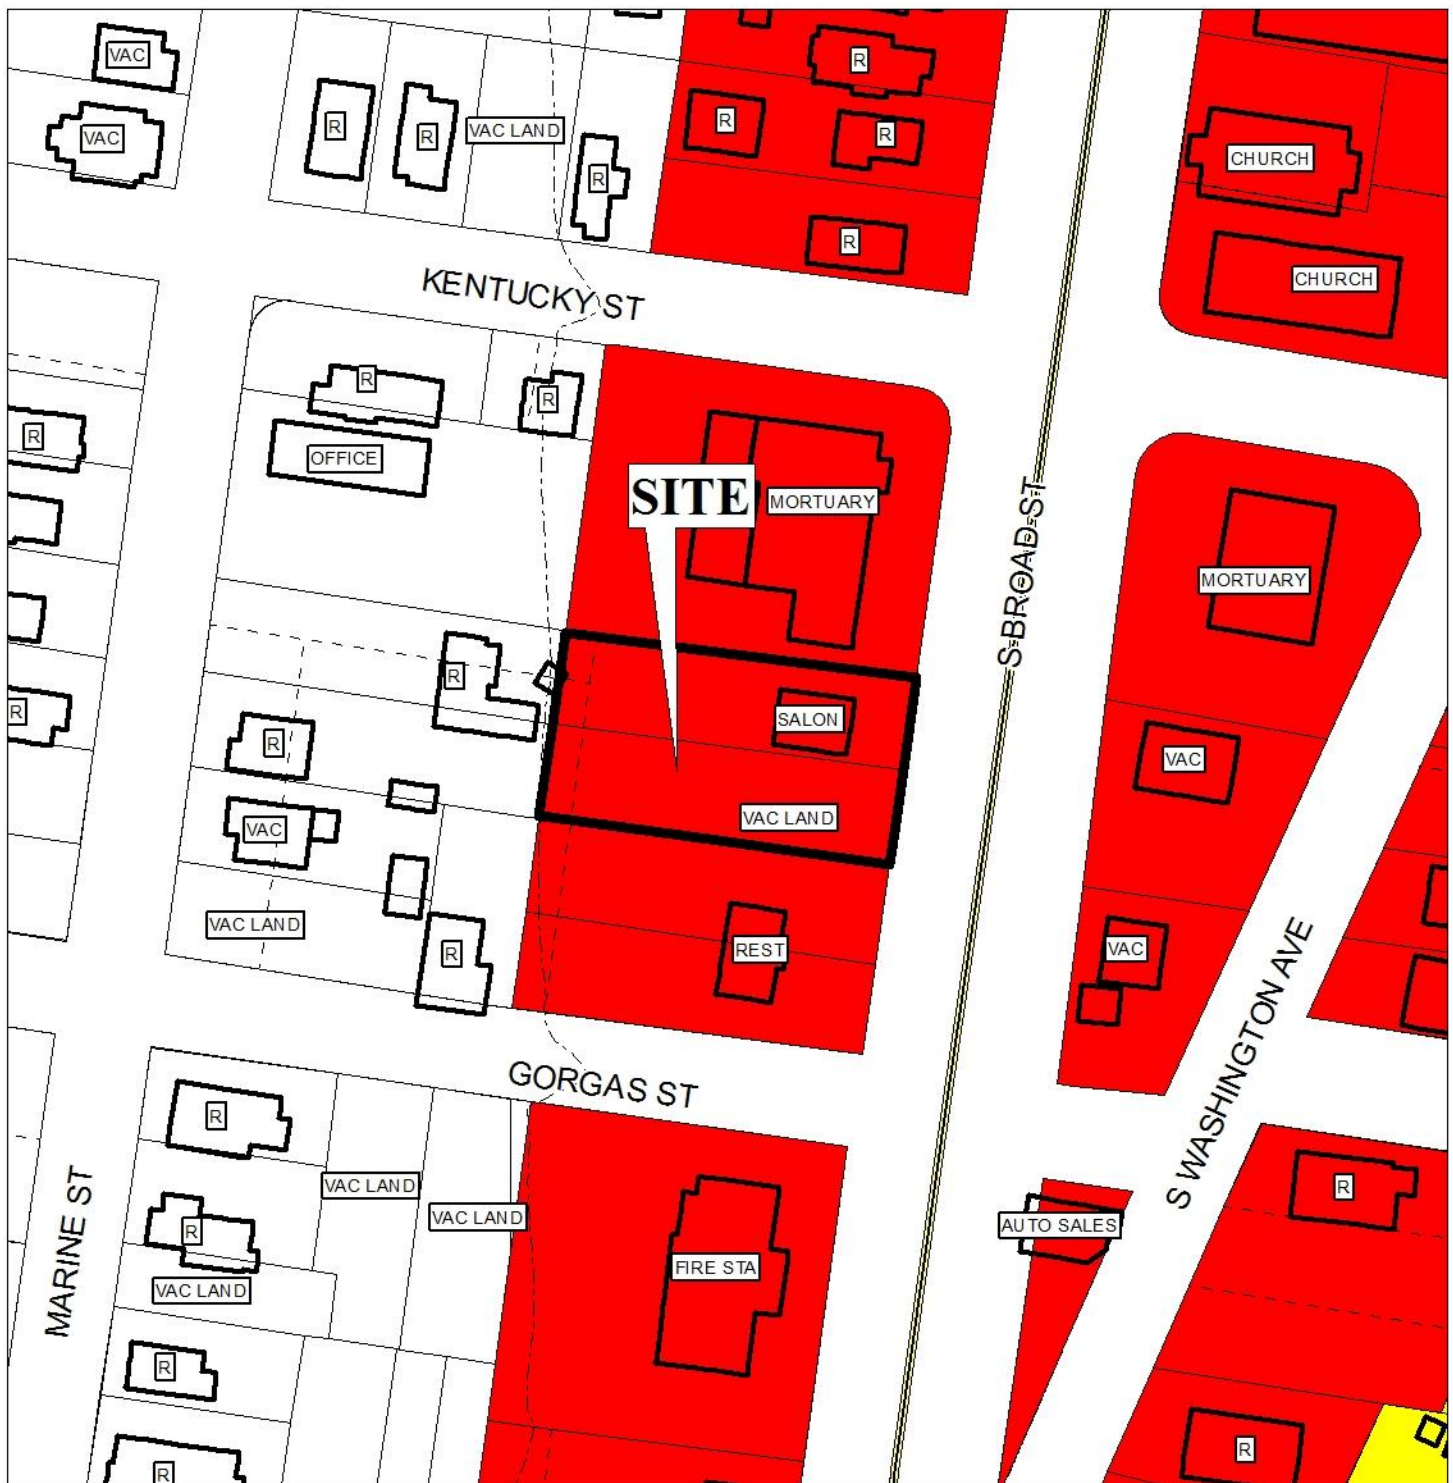 VAC
R
VAC
R
R
VAC LAND
R
R
R
R
CHURCH
R
CHURCH
KENTUCKY ST
R
R
R
OFFICE
SITE
MORTUARY
MORTUARY
S BROAD ST
R
R
SALON
R
VAC
VAC LAND
VAC
VAC LAND
R
REST
VAC
S WASHINGTON AVE
GORGAS ST
R
VAC LAND
R
VAC LAND
R
AUTO SALES
FIRE STA
VAC LAND
MARINE ST
R
R
R